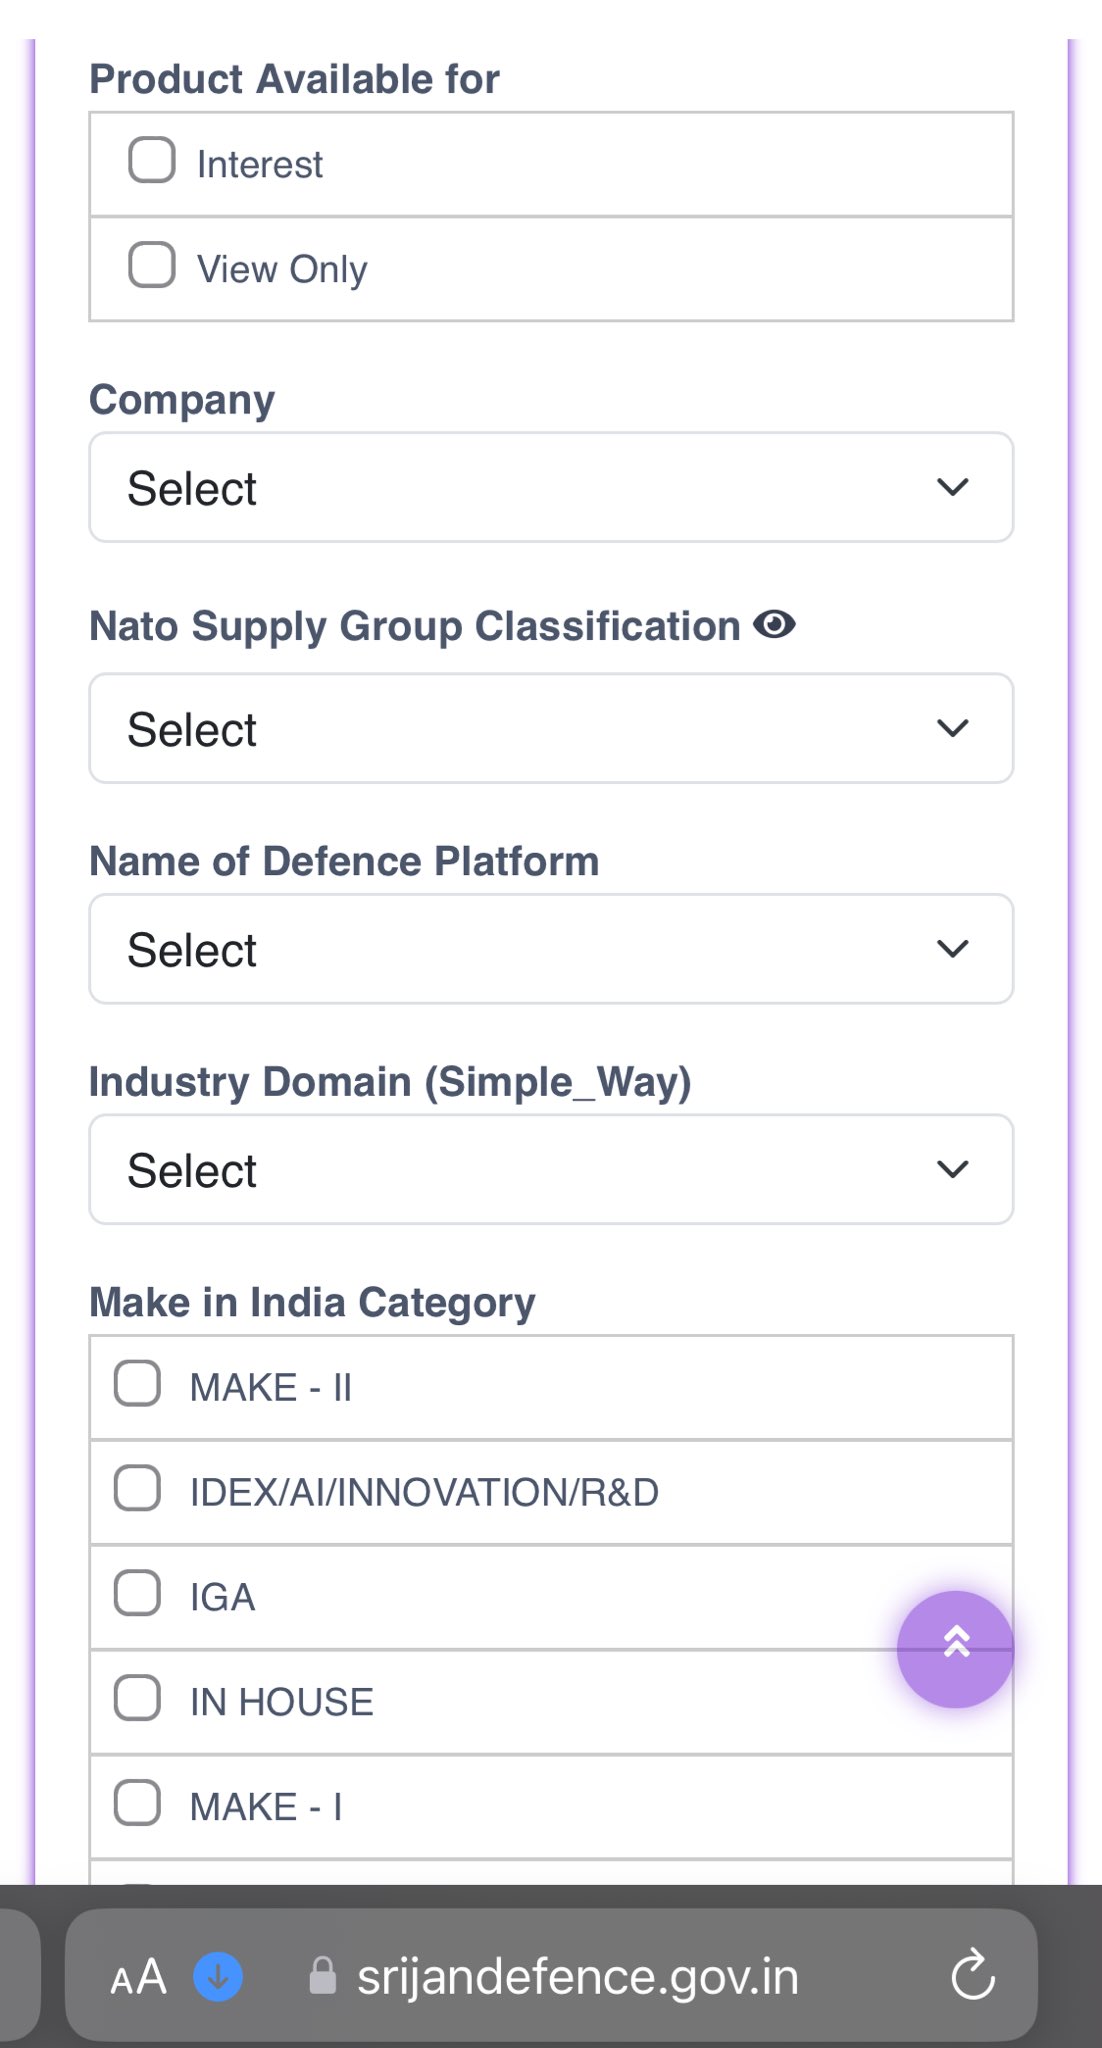 Product Available for
Interest
View Only
Company
Select
Nato Supply Group Classification
Select
Name of Defence Platform
Select
Industry Domain (Simple_Way)
Select
Make in India Category
MAKE - II
IDEX/AI/INNOVATION/R&D
IGA
IN HOUSE
MAKE - I
AA srijandefence.gov.in